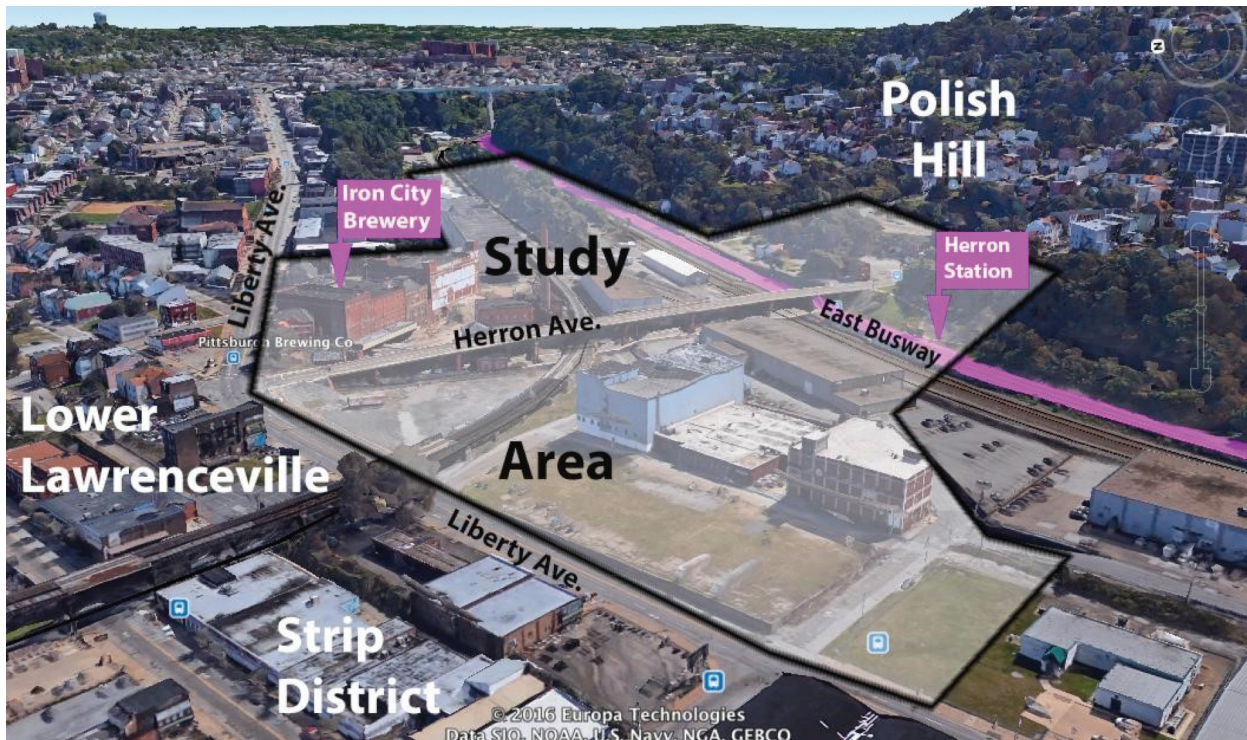 Polish
Hill
Iron City
Brewery
Liberty Ave.
Study
Herron
Station
Herron Ave.
East Busway
Pittsburgh Brewing Co
Lower
Lawrenceville
Area
Liberty Ave.
Strip
District
© 2016 Europa Technologies
Data SIO, NOAA, U.S. Navy, NGA, GEBCO
N